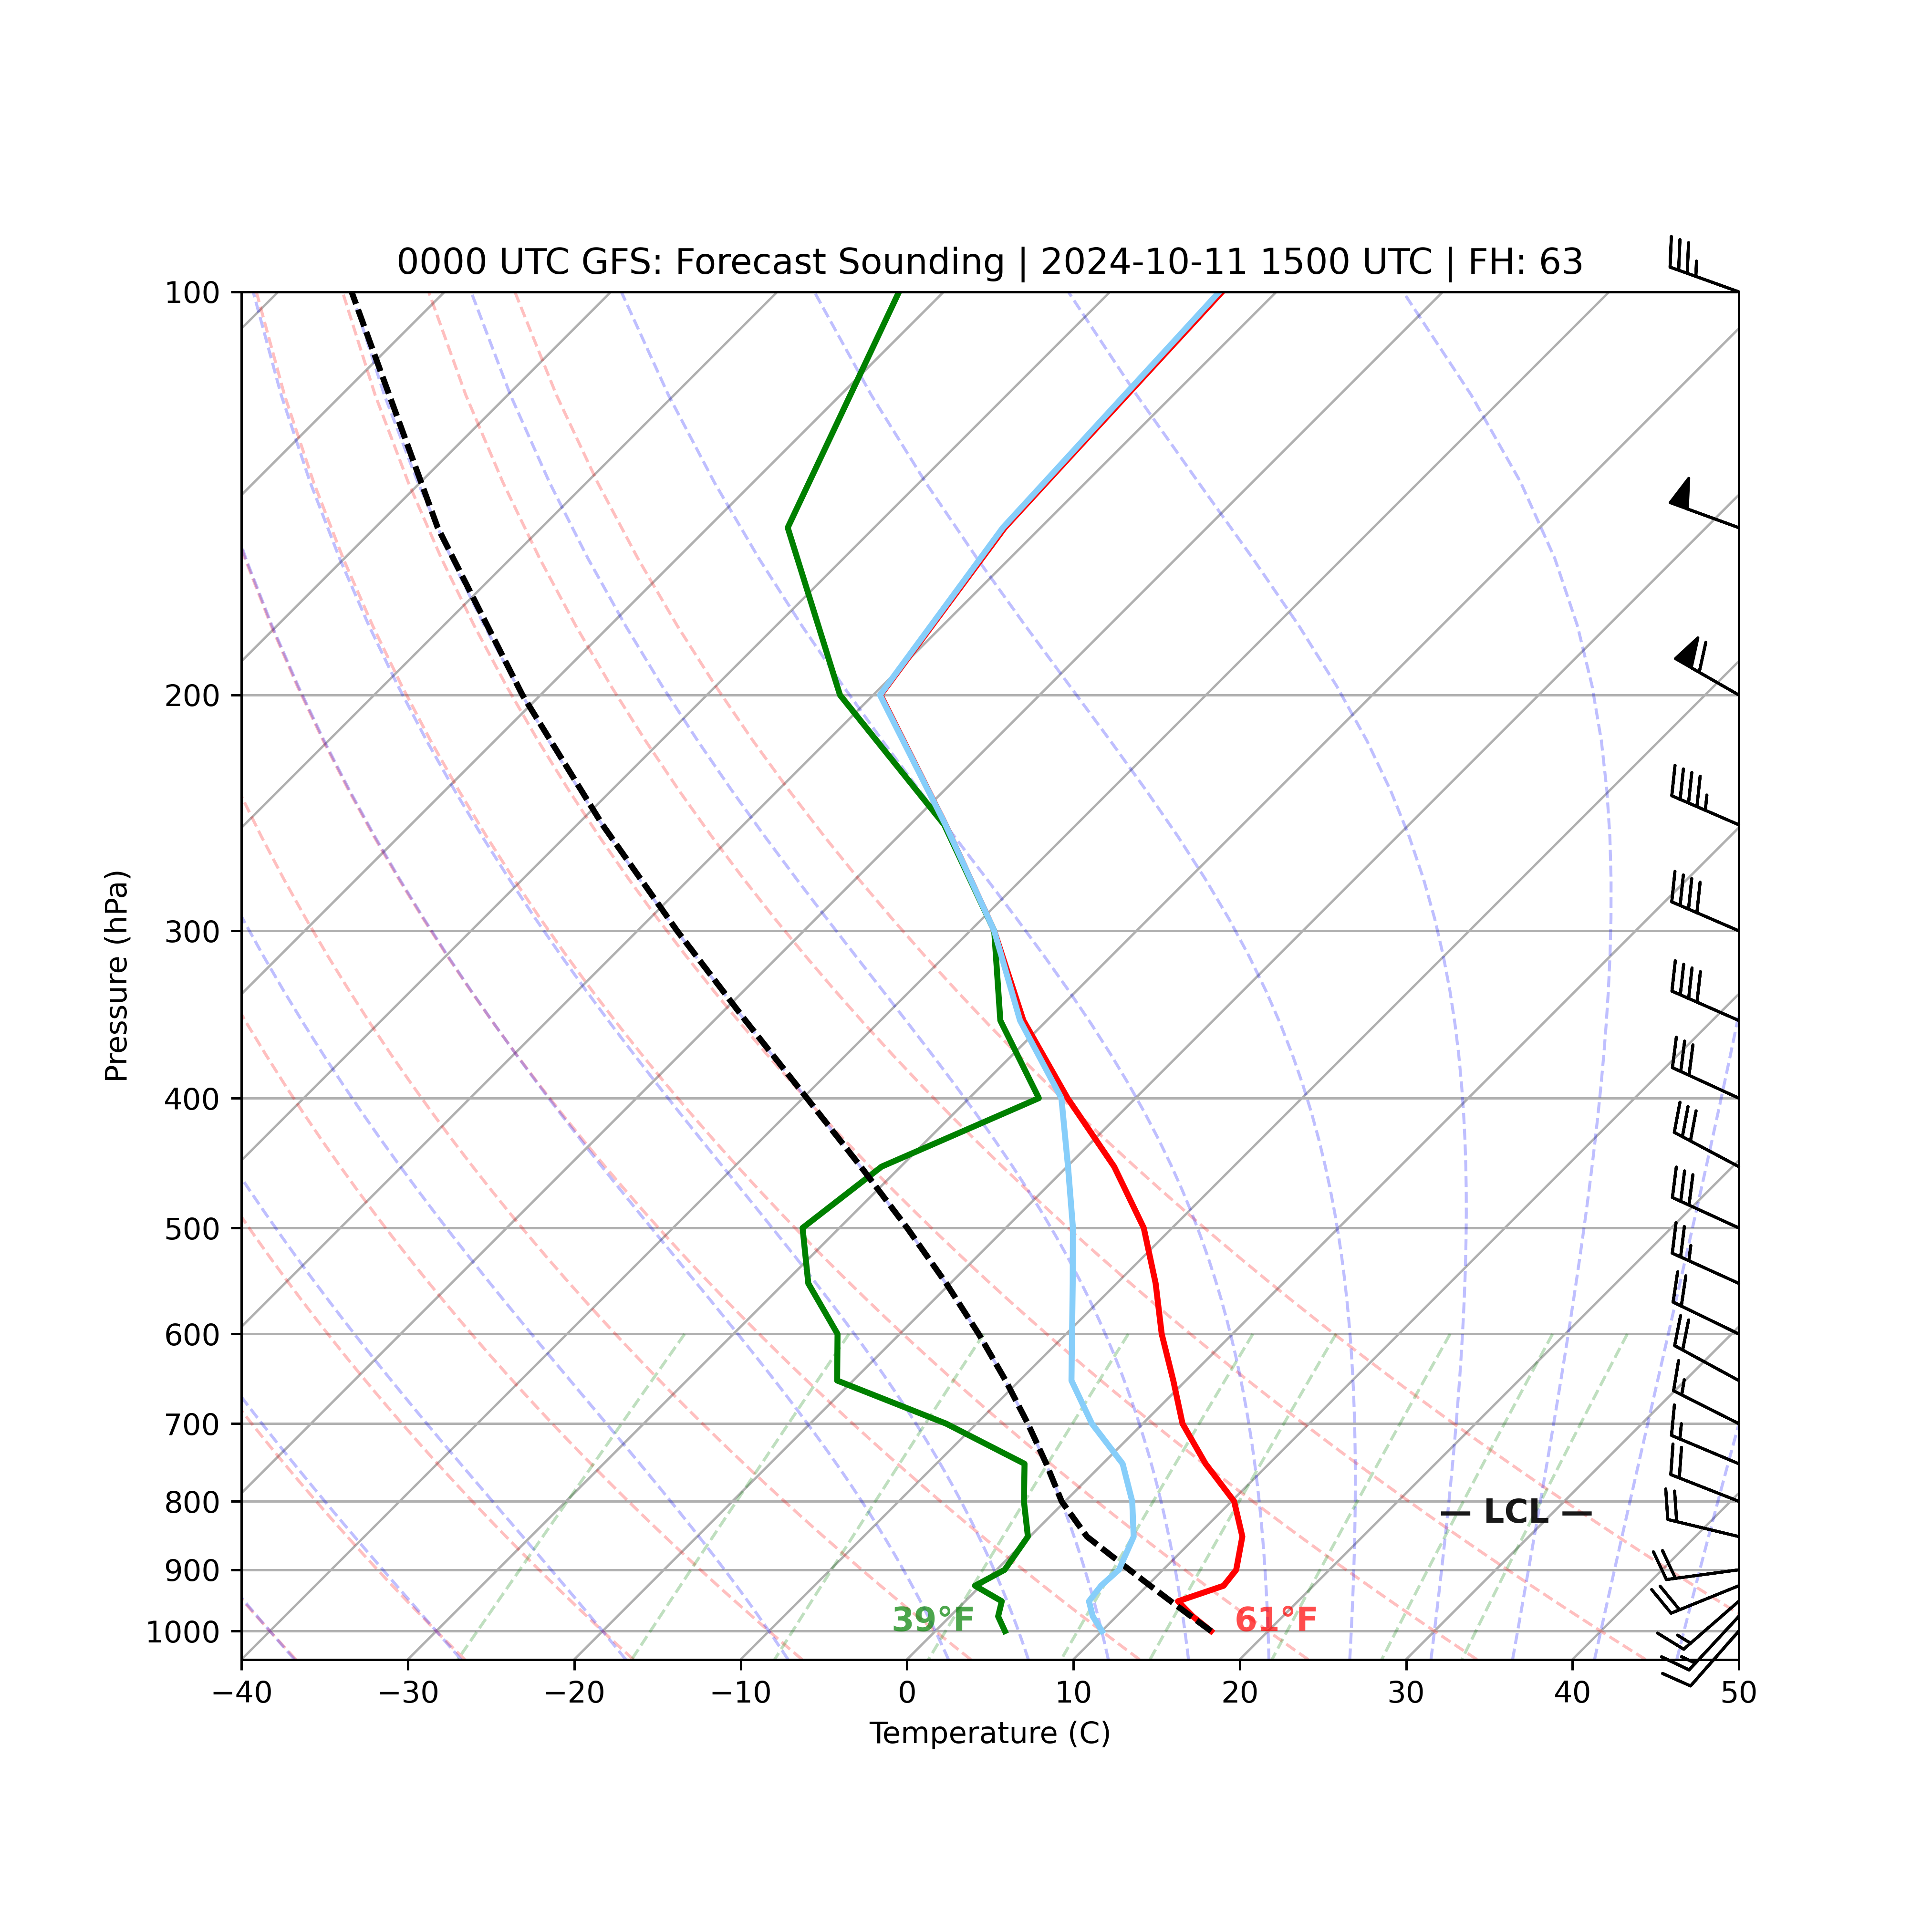 0000 UTC GFS: Forecast Sounding | 2024-10-11 1500 UTC | FH: 63
100
200
300
400
500
600
700
800
900
1000
Pressure (hPa)
— LCL —
39°F
61°F
−40 −30 −20 −10 0 10 20 30 40 50
Temperature (C)